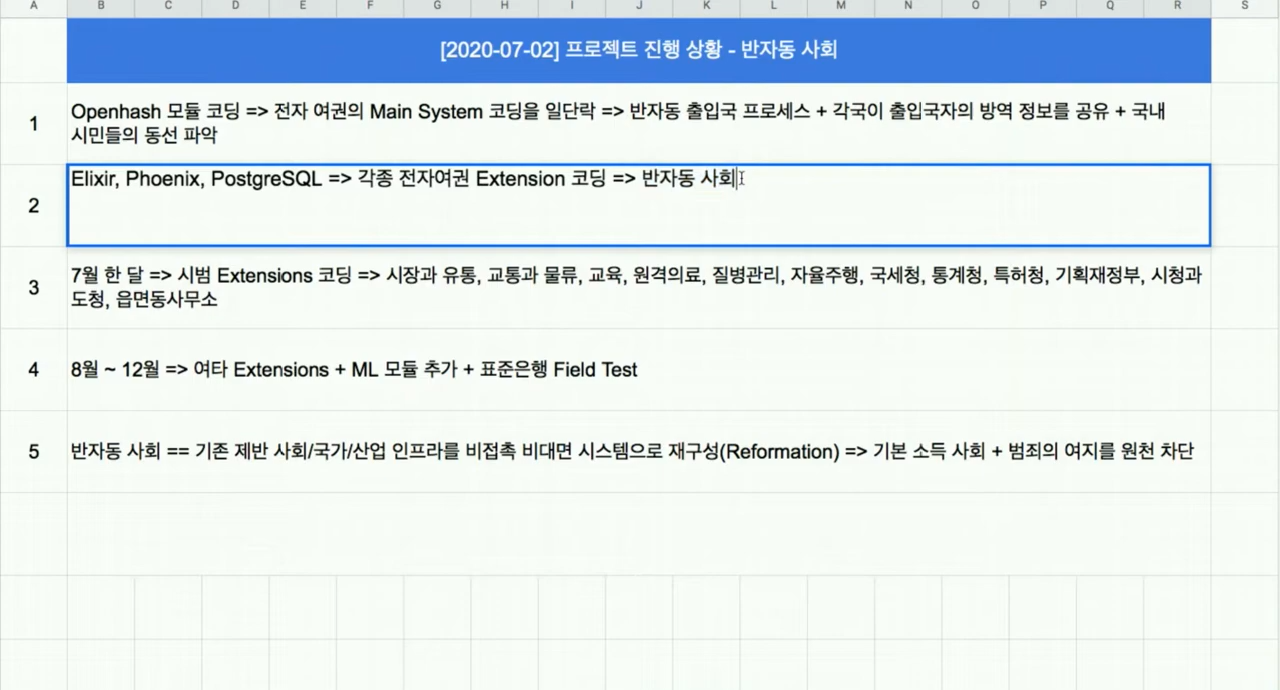 A B C D E F G H I J K L M N O P Q R S
[2020-07-02] 프로젝트 진행 상황 - 반자동 사회
1 Openhash 모듈 코딩 => 전자 여권의 Main System 코딩을 일단락 => 반자동 출입국 프로세스 + 각국이 출입국자의 방역 정보를 공유 + 국내
시민들의 동선 파악
2 Elixir, Phoenix, PostgreSQL => 각종 전자여권 Extension 코딩 => 반자동 사회
3 7월 한 달 => 시범 Extensions 코딩 => 시장과 유통, 교통과 물류, 교육, 원격의료, 질병관리, 자율주행, 국세청, 통계청, 특허청, 기획재정부, 시청과
도청, 읍면동사무소
4 8월 ~ 12월 => 여타 Extensions + ML 모듈 추가 + 표준은행 Field Test
5 반자동 사회 == 기존 제반 사회/국가/산업 인프라를 비접촉 비대면 시스템으로 재구성(Reformation) => 기본 소득 사회 + 범죄의 여지를 원천 차단